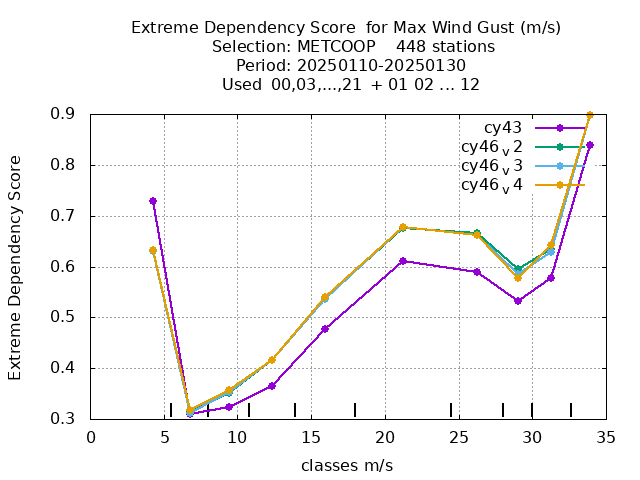 Extreme Dependency Score  for Max Wind Gust (m/s)
Selection: METCOOP    448 stations
Period: 20250110-20250130
Used  00,03,...,21  + 01 02 ... 12
cy43
cy46 v 2
cy46 v 3
cy46 v 4
Extreme Dependency Score
0.9
0.8
0.7
0.6
0.5
0.4
0.3
0 5 10 15 20 25 30 35
classes m/s